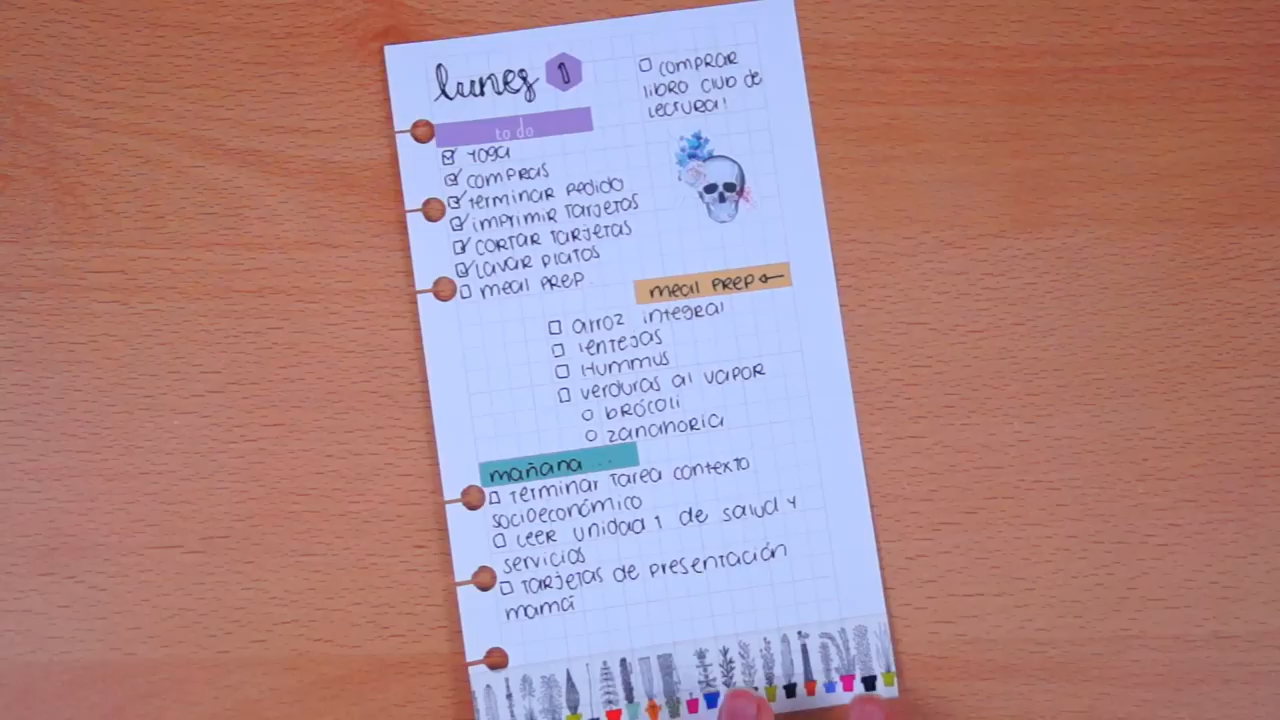 lunes 1
to do
yoga
compras
terminar pedido
imprimir tarjetas
cortar tarjetas
lavar platos
meal prep
comprar
libro club de
lectura!
meal prep
arroz integral
lentejas
Hummus
verduras al vapor
brócoli
zanahoria
mañana...
terminar tarea contexto
socioeconómico
Leer unidad 1 de salud y
servicios
tarjetas de presentación
mamá